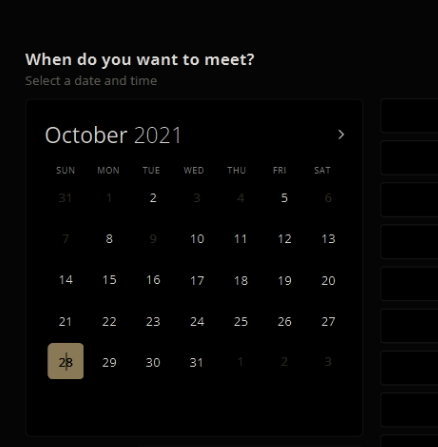 When do you want to meet?
Select a date and time
October 2021
SUN MON TUE WED THU FRI SAT
31 1 2 3 4 5 6
7 8 9 10 11 12 13
14 15 16 17 18 19 20
21 22 23 24 25 26 27
28 29 30 31 1 2 3